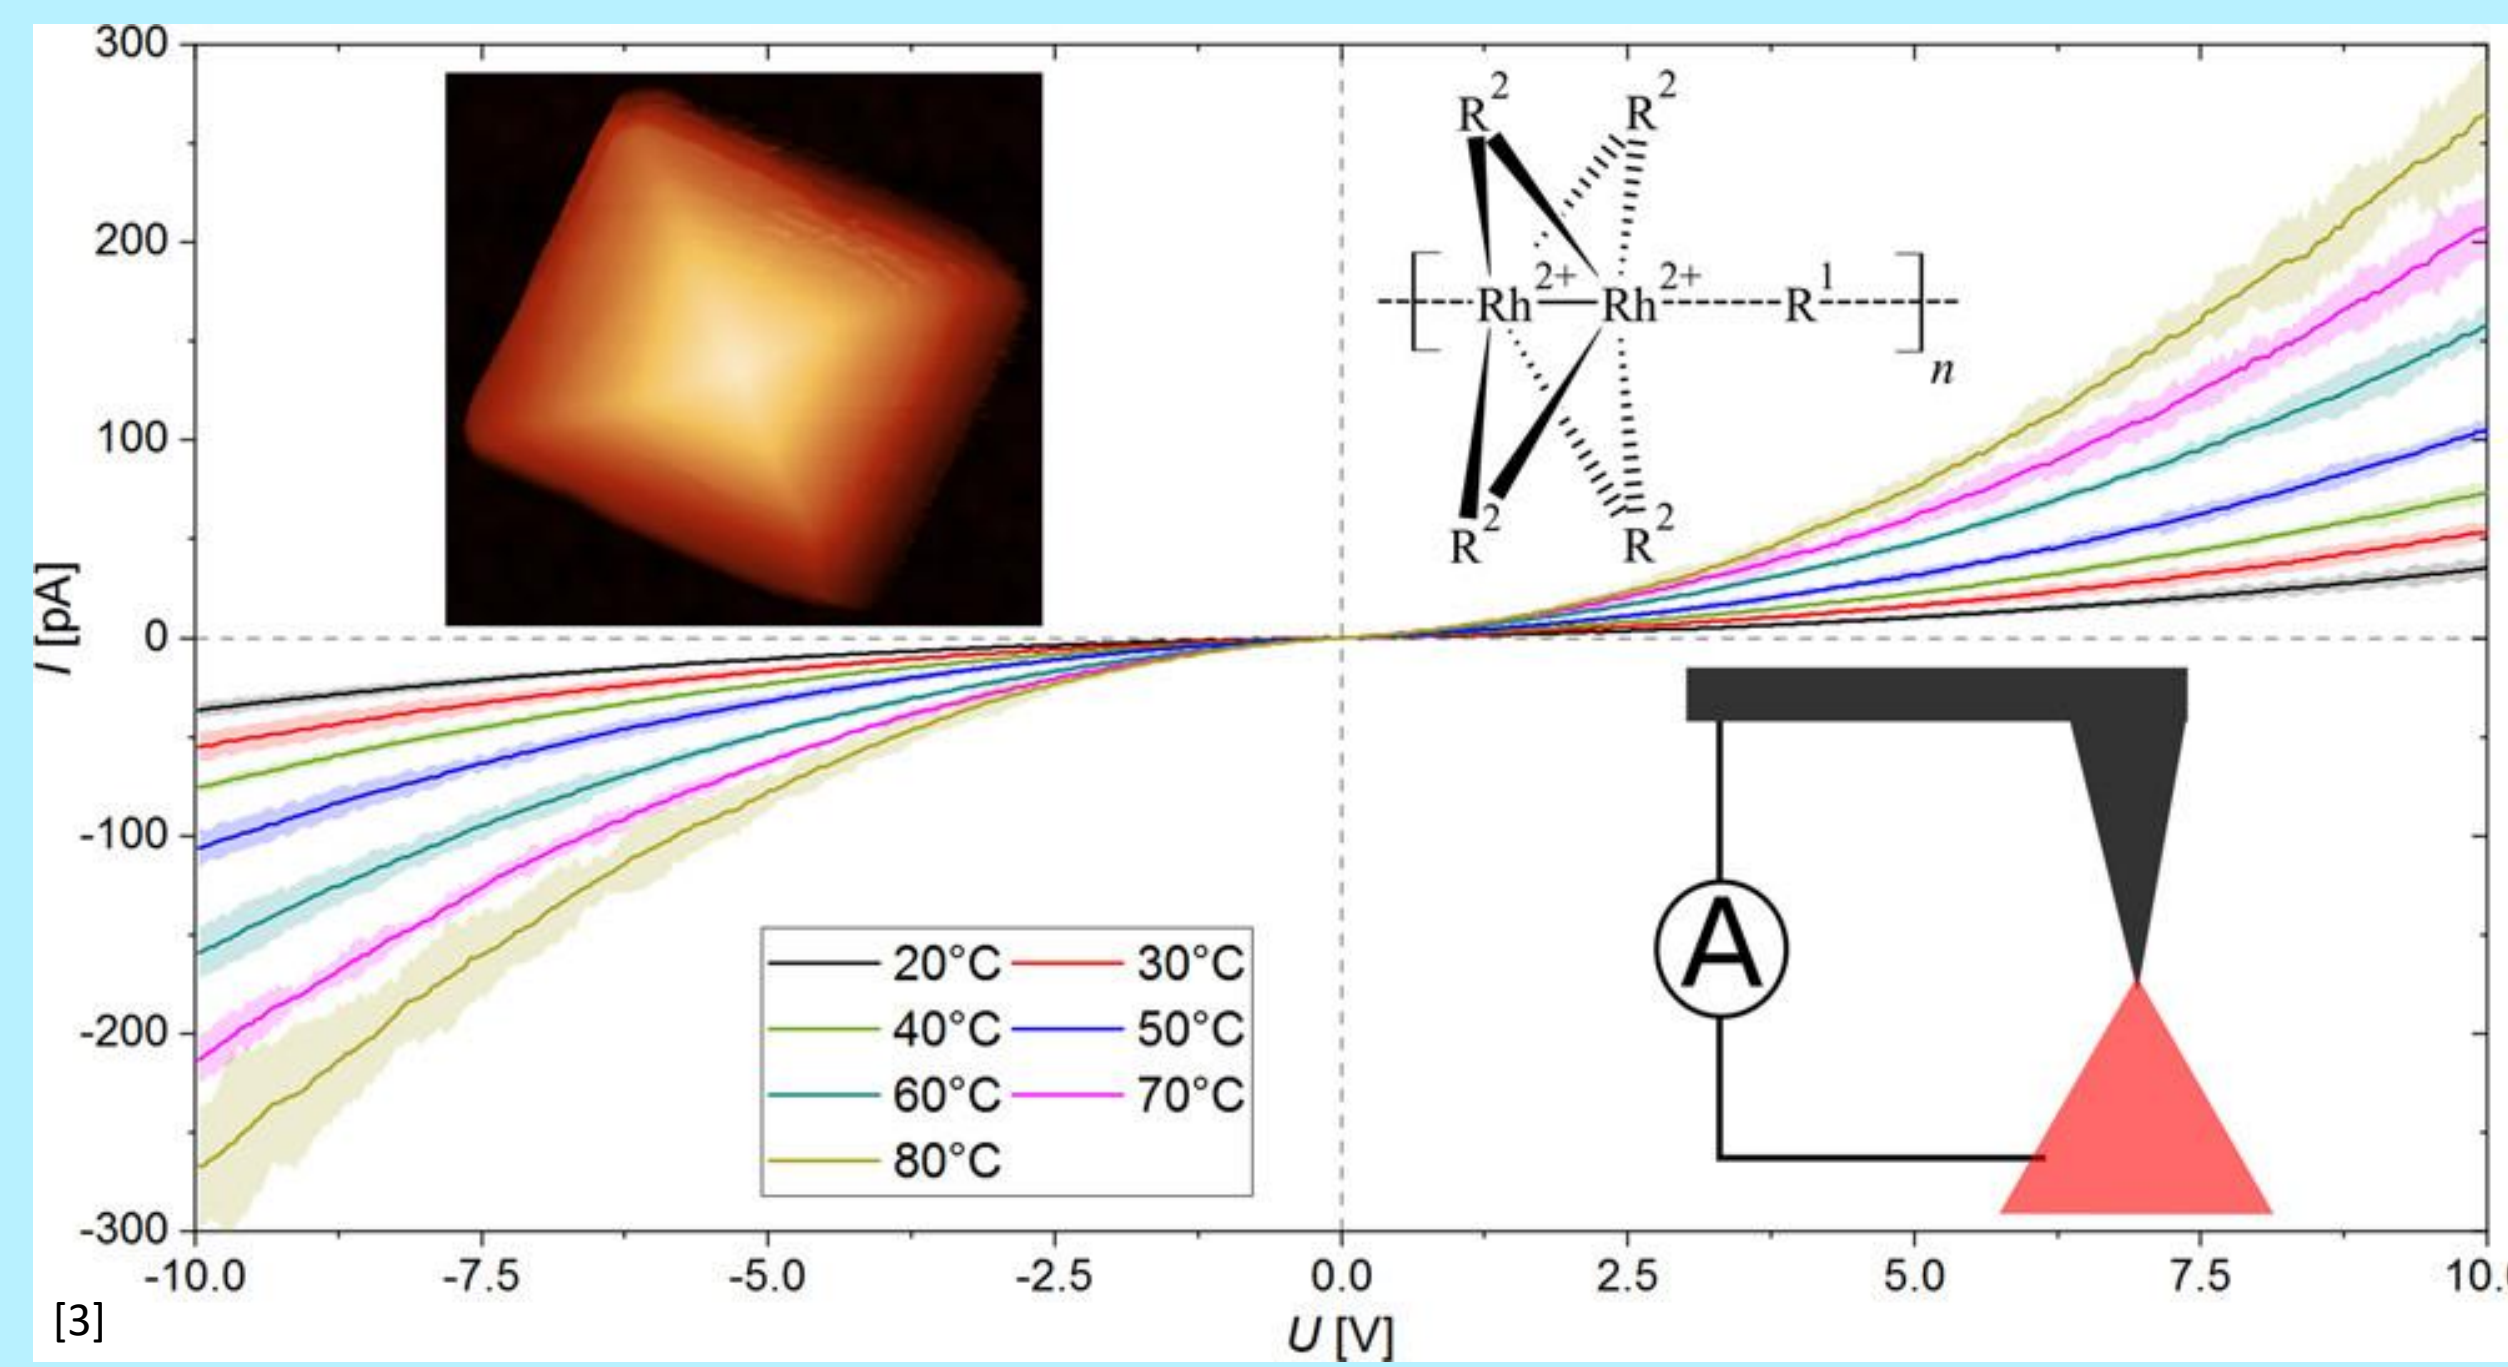 300
200
100
0
-100
-200
-300
I [pA]
R² R²
[Rh²⁺—Rh²⁺------R¹------]n
R² R²
A
20°C 30°C
40°C 50°C
60°C 70°C
80°C
-10.0 -7.5 -5.0 -2.5 0.0 2.5 5.0 7.5 10.
U [V]
[3]